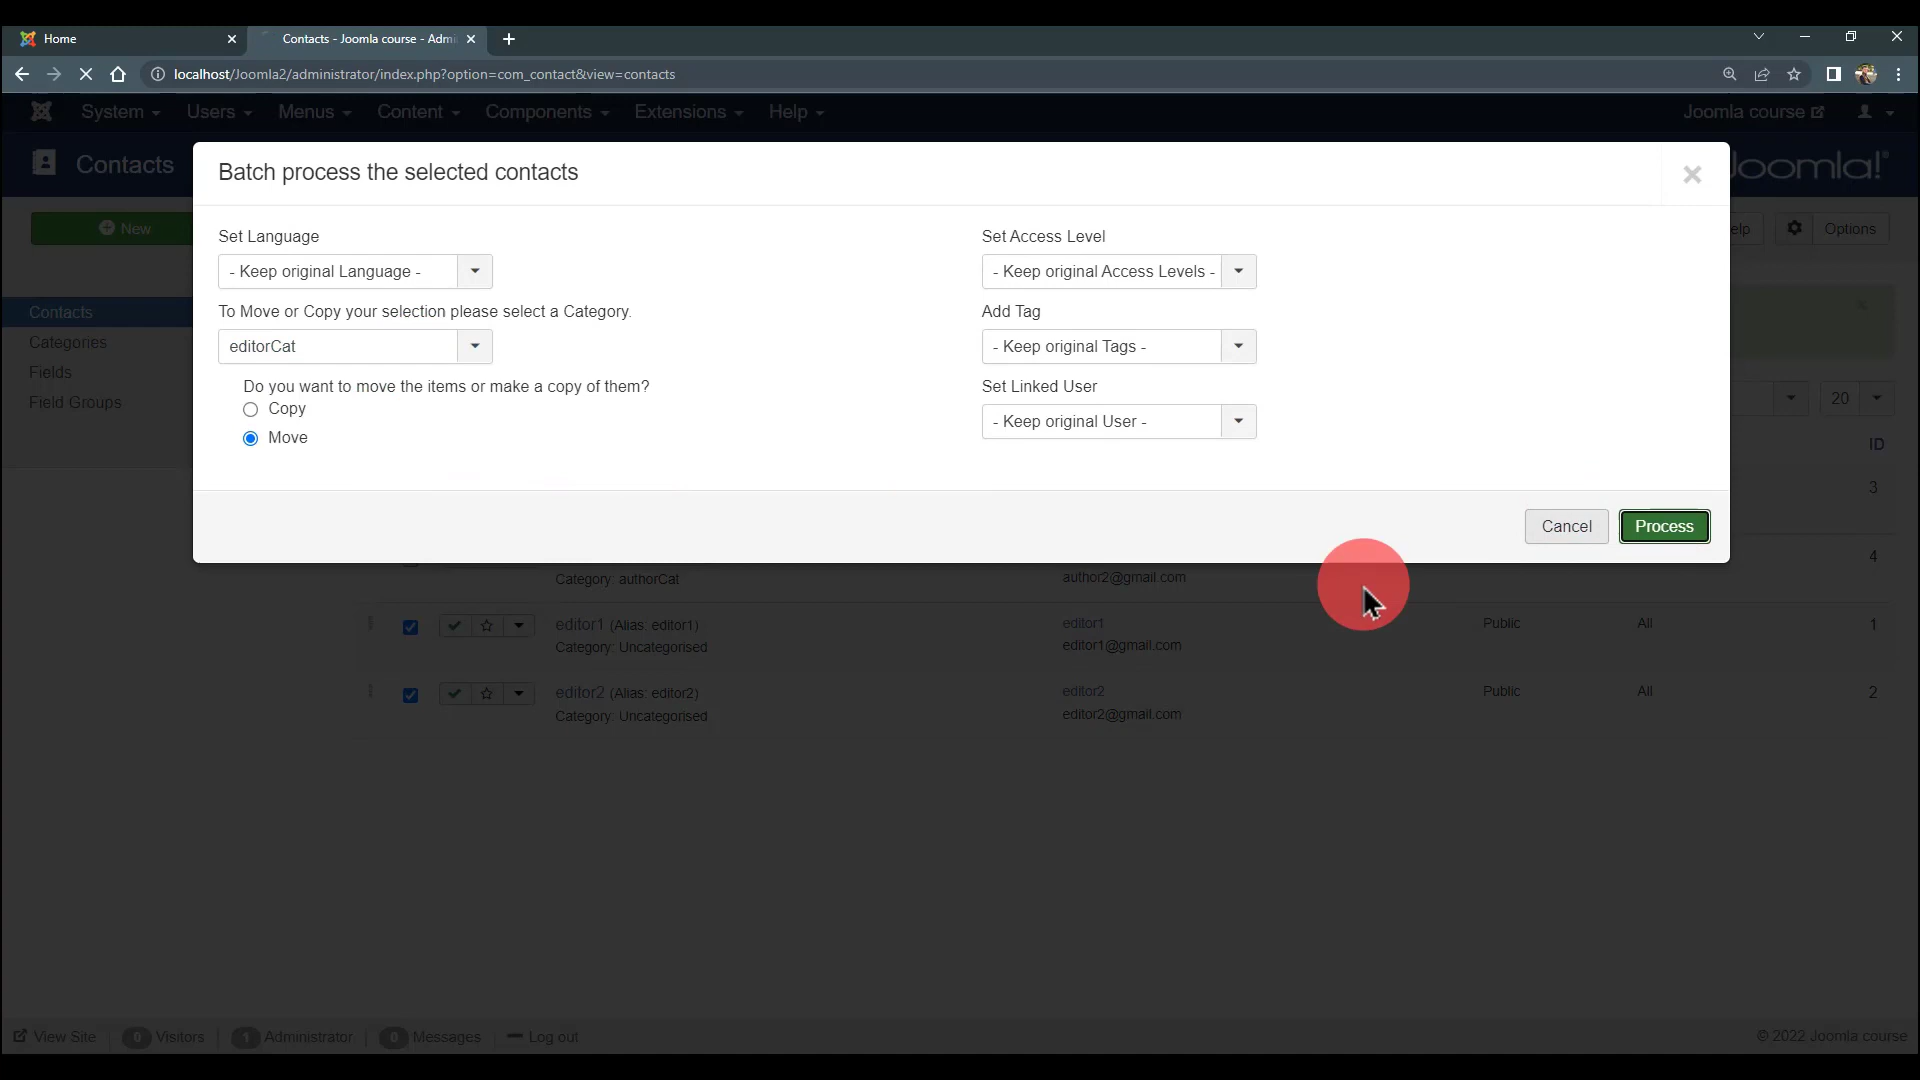 Home
Contacts - Joomla course - Admi
localhost/Joomla2/administrator/index.php?option=com_contact&view=contacts
System Users Menus Content Components Extensions Help Joomla course
Contacts
Joomla!
Batch process the selected contacts
New
Options
Set Language
Set Access Level
- Keep original Language -
- Keep original Access Levels -
To Move or Copy your selection please select a Category.
Add Tag
editorCat
- Keep original Tags -
Do you want to move the items or make a copy of them?
Set Linked User
Copy
- Keep original User -
Move
Cancel
Process
Contacts
Categories
Fields
Field Groups
20
ID
3
4
Category: authorCat
author2@gmail.com
editor1 (Alias: editor1)
editor1
Public
All
1
Category: Uncategorised
editor1@gmail.com
editor2 (Alias: editor2)
editor2
Public
All
2
Category: Uncategorised
editor2@gmail.com
View Site 0 Visitors 1 Administrator 0 Messages Log out
© 2022 Joomla course